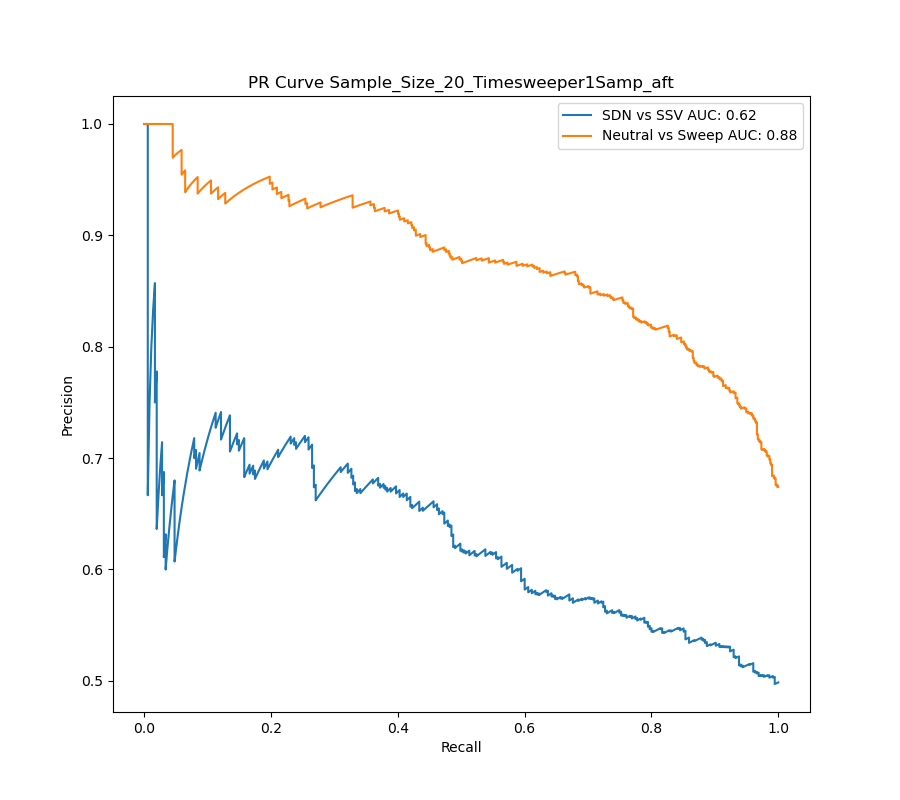 PR Curve Sample_Size_20_Timesweeper1Samp_aft
SDN vs SSV AUC: 0.62
Neutral vs Sweep AUC: 0.88
1.0
0.9
0.8
0.7
0.6
0.5
Precision
0.0 0.2 0.4 0.6 0.8 1.0
Recall